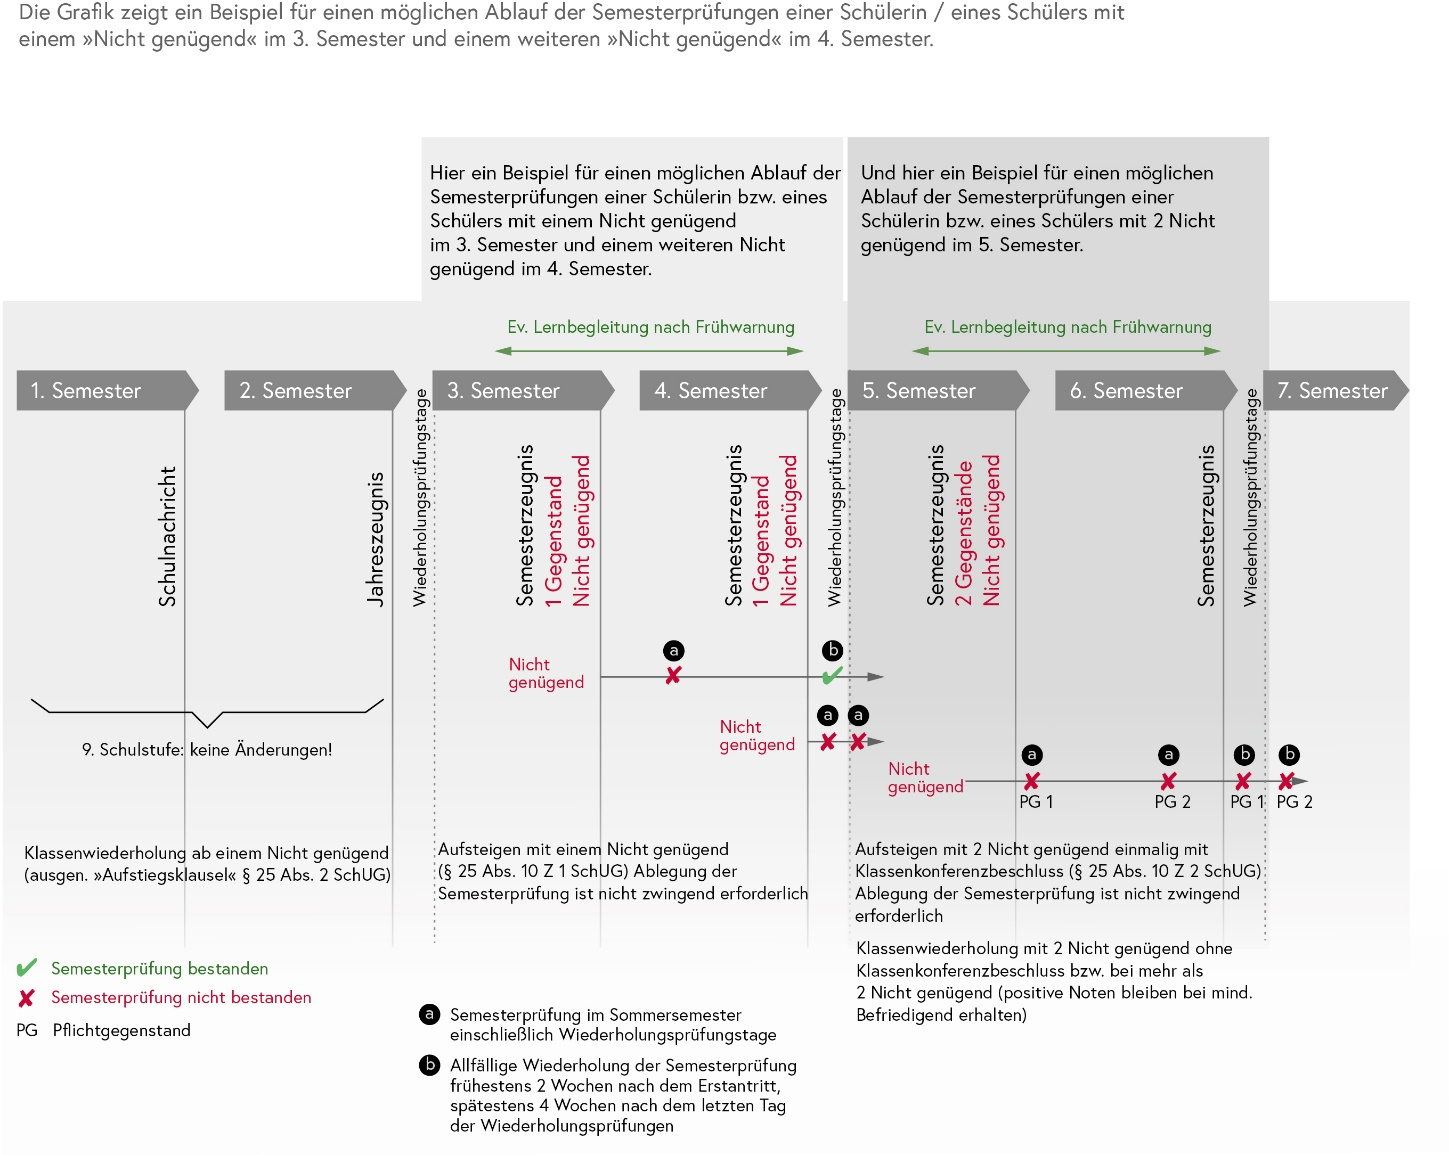 Die Grafik zeigt ein Beispiel für einen möglichen Ablauf der Semesterprüfungen einer Schülerin / eines Schülers mit
einem »Nicht genügend« im 3. Semester und einem weiteren »Nicht genügend« im 4. Semester.
Hier ein Beispiel für einen möglichen Ablauf der
Semesterprüfungen einer Schülerin bzw. eines
Schülers mit einem Nicht genügend
im 3. Semester und einem weiteren Nicht
genügend im 4. Semester.
Und hier ein Beispiel für einen möglichen
Ablauf der Semesterprüfungen einer
Schülerin bzw. eines Schülers mit 2 Nicht
genügend im 5. Semester.
Ev. Lernbegleitung nach Frühwarnung
Ev. Lernbegleitung nach Frühwarnung
1. Semester
2. Semester
3. Semester
4. Semester
5. Semester
6. Semester
7. Semester
Schulnachricht
Jahreszeugnis
Wiederholungsprüfungstage
Semesterzeugnis
1 Gegenstand
Nicht genügend
Semesterzeugnis
1 Gegenstand
Nicht genügend
Wiederholungsprüfungstage
Semesterzeugnis
2 Gegenstände
Nicht genügend
Semesterzeugnis
Wiederholungsprüfungstage
a
b
Nicht
genügend
a
a
Nicht
genügend
a
a
b
b
Nicht
genügend
PG 1
PG 2
PG 1
PG 2
9. Schulstufe: keine Änderungen!
Klassenwiederholung ab einem Nicht genügend
(ausgen. »Aufstiegsklausel« § 25 Abs. 2 SchUG)
Aufsteigen mit einem Nicht genügend
(§ 25 Abs. 10 Z 1 SchUG) Ablegung der
Semesterprüfung ist nicht zwingend erforderlich
Aufsteigen mit 2 Nicht genügend einmalig mit
Klassenkonferenzbeschluss (§ 25 Abs. 10 Z 2 SchUG)
Ablegung der Semesterprüfung ist nicht zwingend
erforderlich
Klassenwiederholung mit 2 Nicht genügend ohne
Klassenkonferenzbeschluss bzw. bei mehr als
2 Nicht genügend (positive Noten bleiben bei mind.
Befriedigend erhalten)
Semesterprüfung bestanden
Semesterprüfung nicht bestanden
PG Pflichtgegenstand
a Semesterprüfung im Sommersemester
einschließlich Wiederholungsprüfungstage
b Allfällige Wiederholung der Semesterprüfung
frühestens 2 Wochen nach dem Erstantritt,
spätestens 4 Wochen nach dem letzten Tag
der Wiederholungsprüfungen